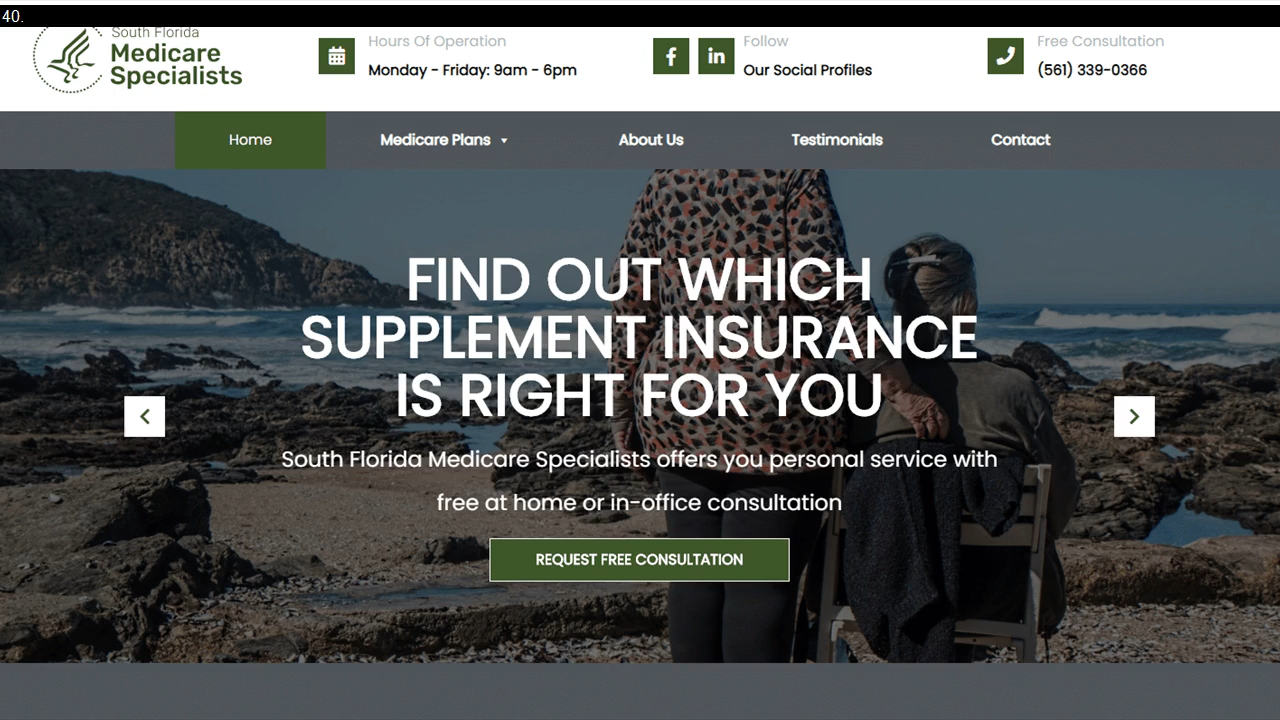 40.
South Florida
Medicare
Specialists
Hours Of Operation
Monday - Friday: 9am - 6pm
Follow
Our Social Profiles
Free Consultation
(561) 339-0366
Home
Medicare Plans
About Us
Testimonials
Contact
FIND OUT WHICH
SUPPLEMENT INSURANCE
IS RIGHT FOR YOU
South Florida Medicare Specialists offers you personal service with
free at home or in-office consultation
REQUEST FREE CONSULTATION